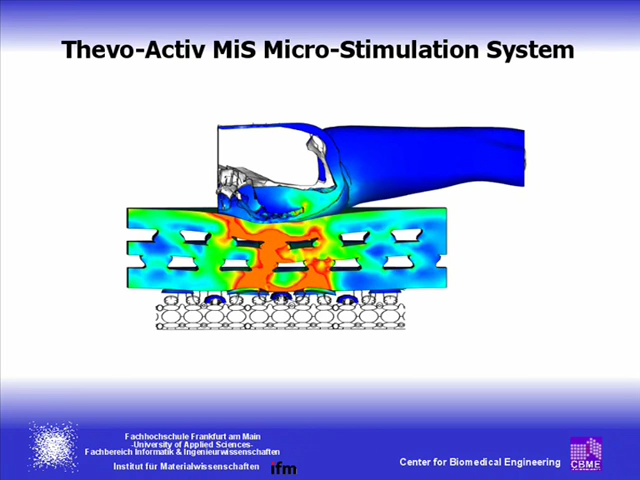 Thevo-Activ MiS Micro-Stimulation System
Fachhochschule Frankfurt am Main
-University of Applied Sciences-
Fachbereich Informatik & Ingenieurwissenschaften
Institut für Materialwissenschaften ifm
Center for Biomedical Engineering
CBME